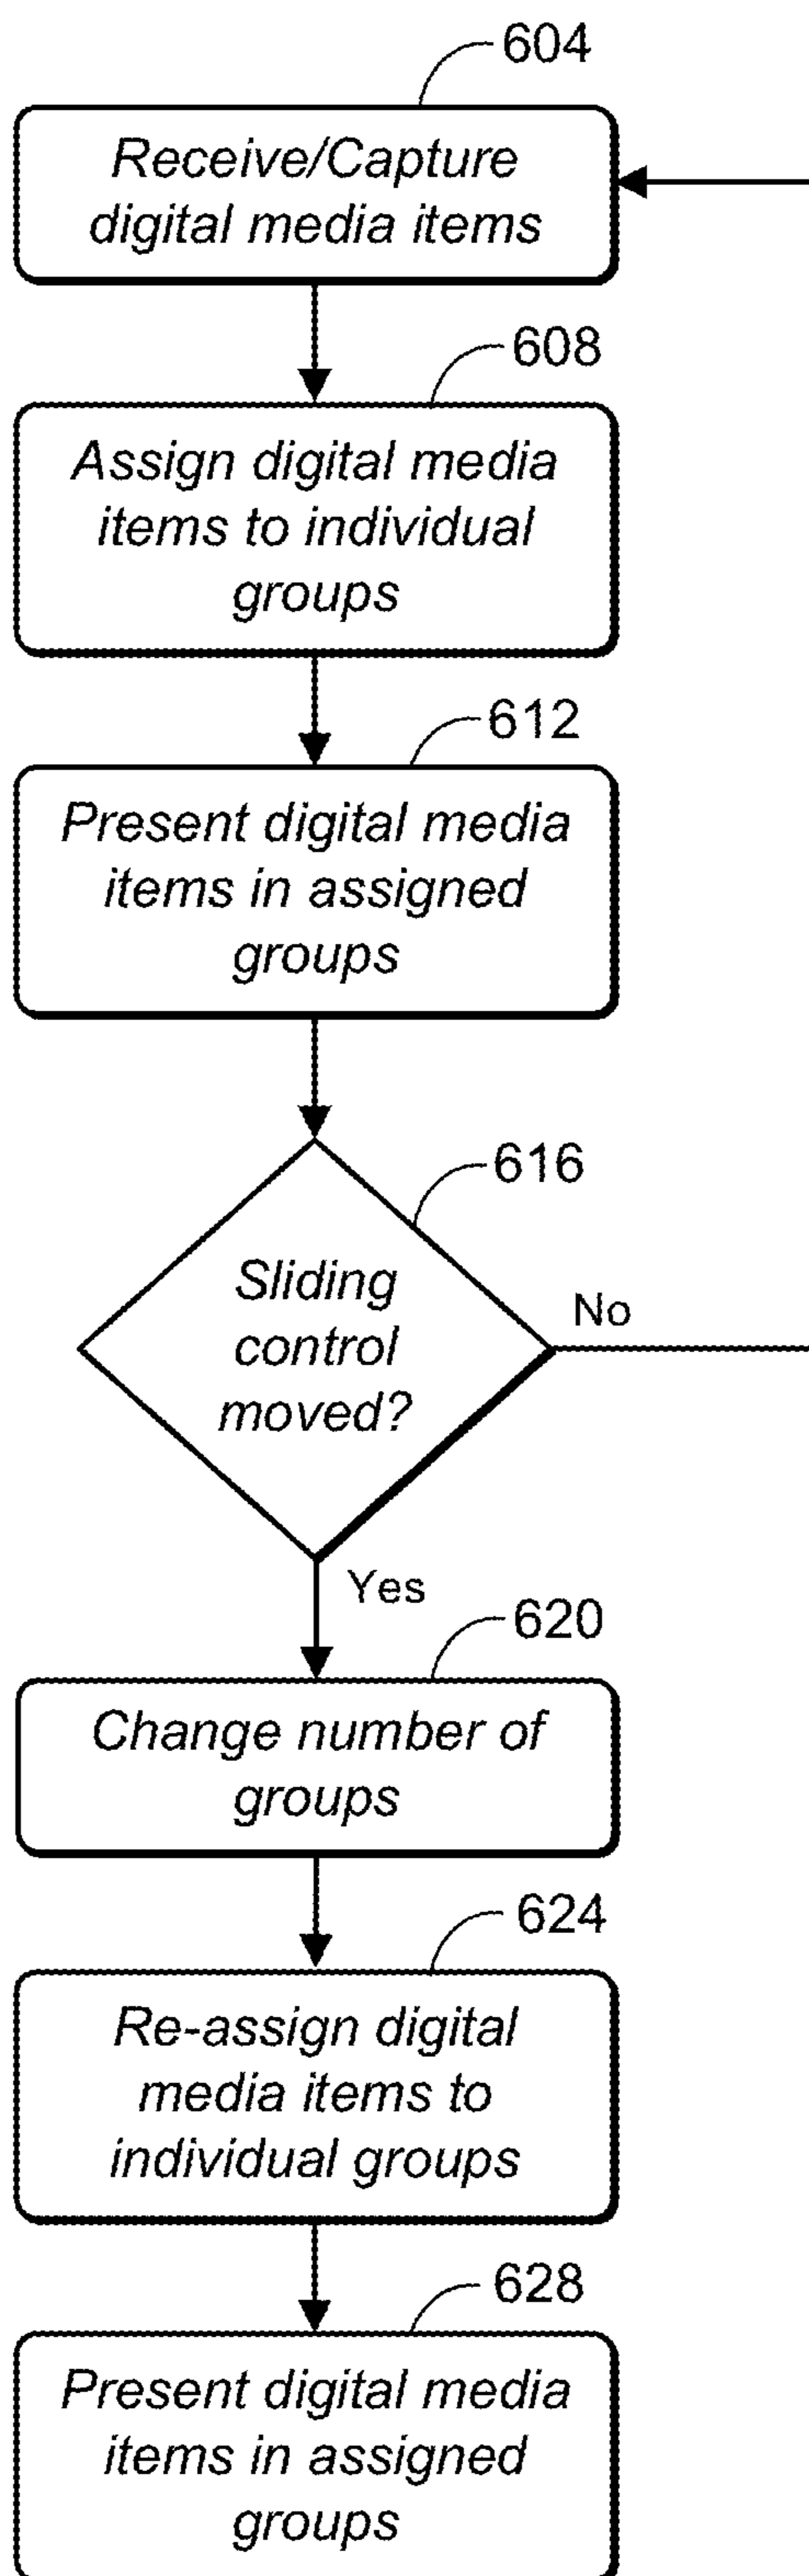 604
Receive/Capture
digital media items
608
Assign digital media
items to individual
groups
612
Present digital media
items in assigned
groups
616
Sliding
control
moved?
No
Yes
620
Change number of
groups
624
Re-assign digital
media items to
individual groups
628
Present digital media
items in assigned
groups